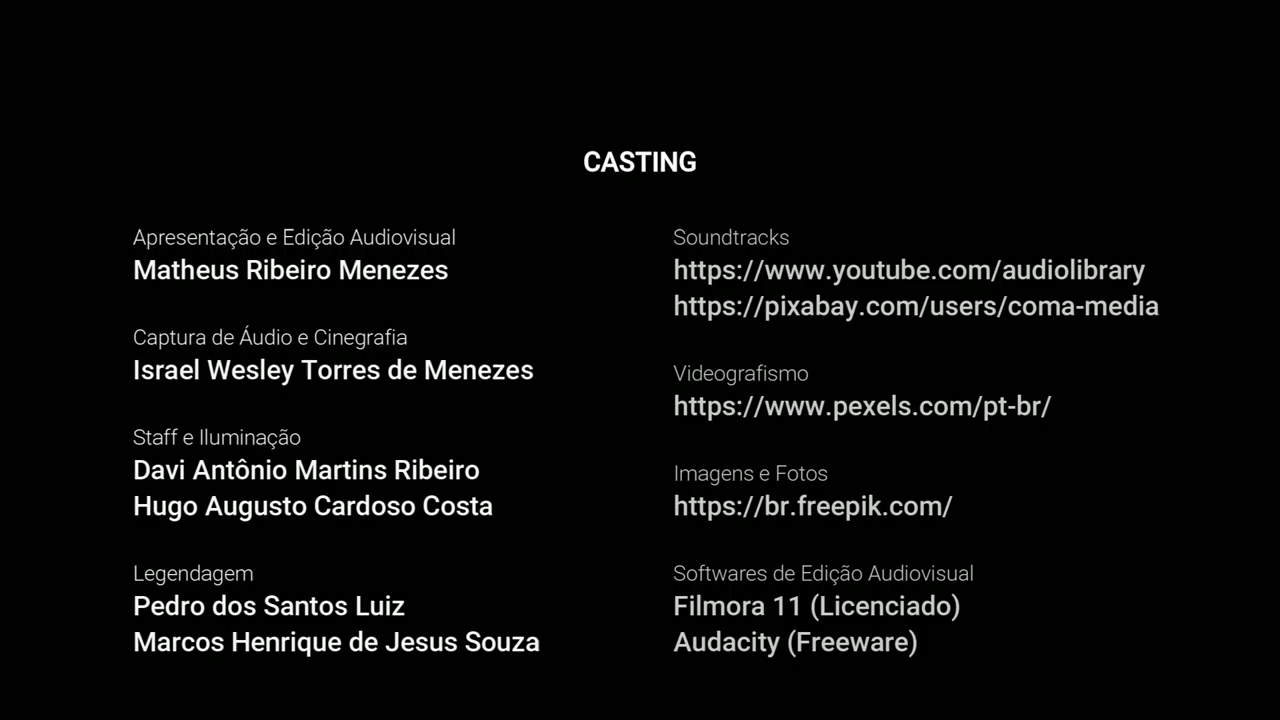 CASTING
Apresentação e Edição Audiovisual
Matheus Ribeiro Menezes
Captura de Áudio e Cinegrafia
Israel Wesley Torres de Menezes
Staff e Iluminação
Davi Antônio Martins Ribeiro
Hugo Augusto Cardoso Costa
Legendagem
Pedro dos Santos Luiz
Marcos Henrique de Jesus Souza
Soundtracks
https://www.youtube.com/audiolibrary
https://pixabay.com/users/coma-media
Videografismo
https://www.pexels.com/pt-br/
Imagens e Fotos
https://br.freepik.com/
Softwares de Edição Audiovisual
Filmora 11 (Licenciado)
Audacity (Freeware)